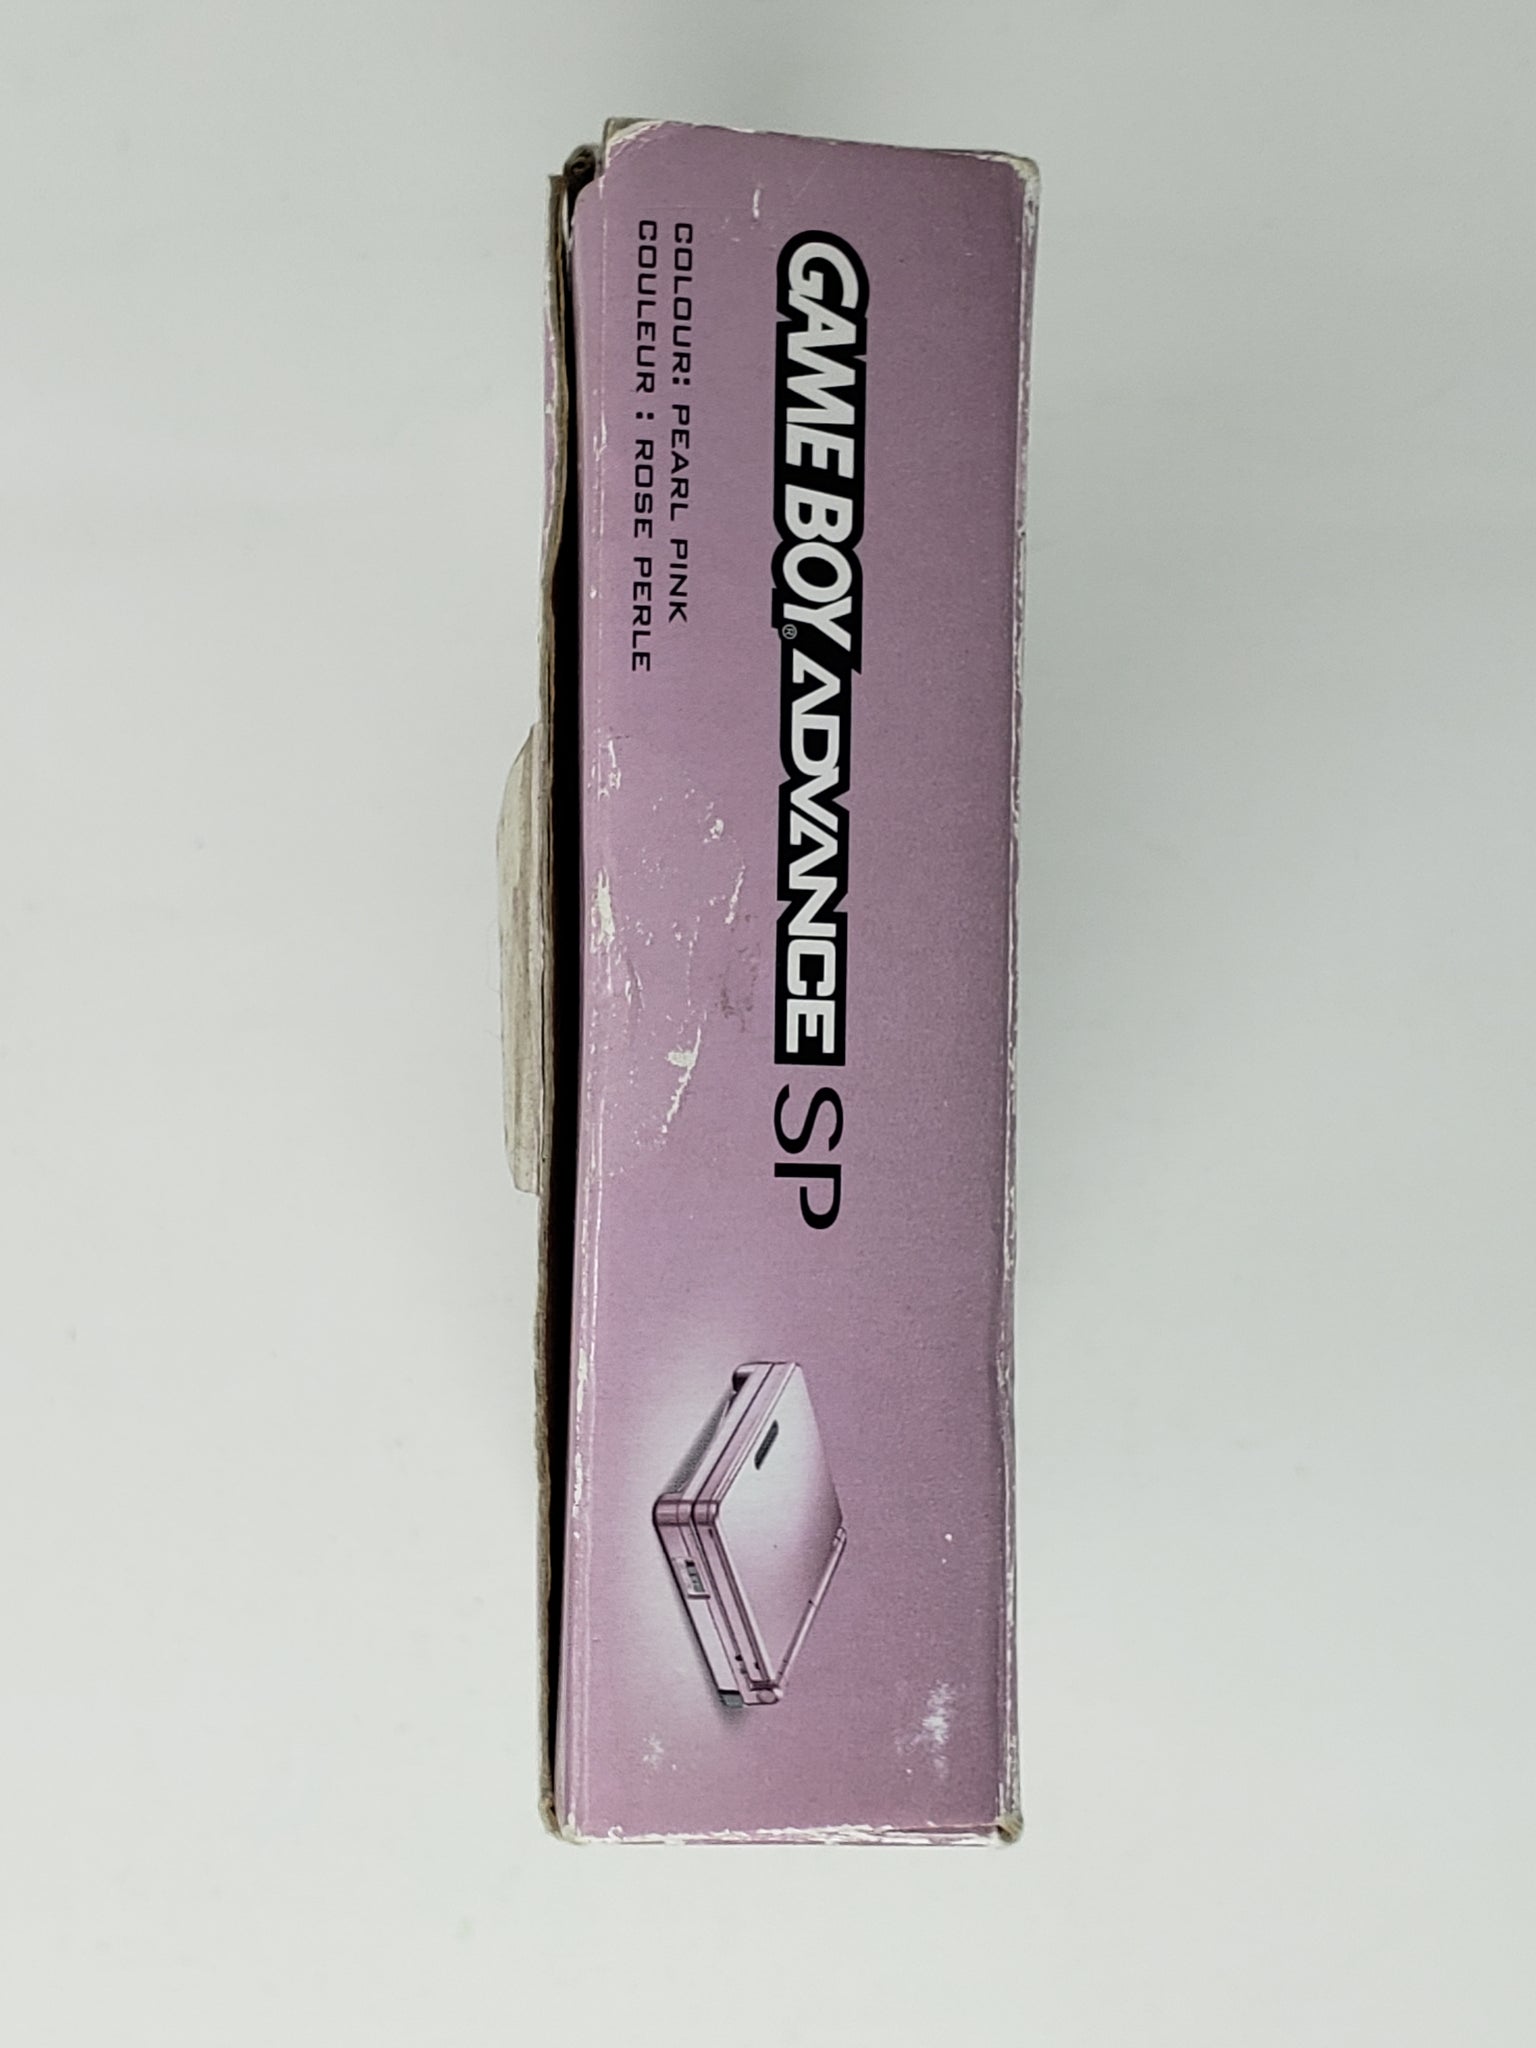 GAME BOY® ADVANCE SP
COLOUR: PEARL PINK
COULEUR : ROSE PERLE